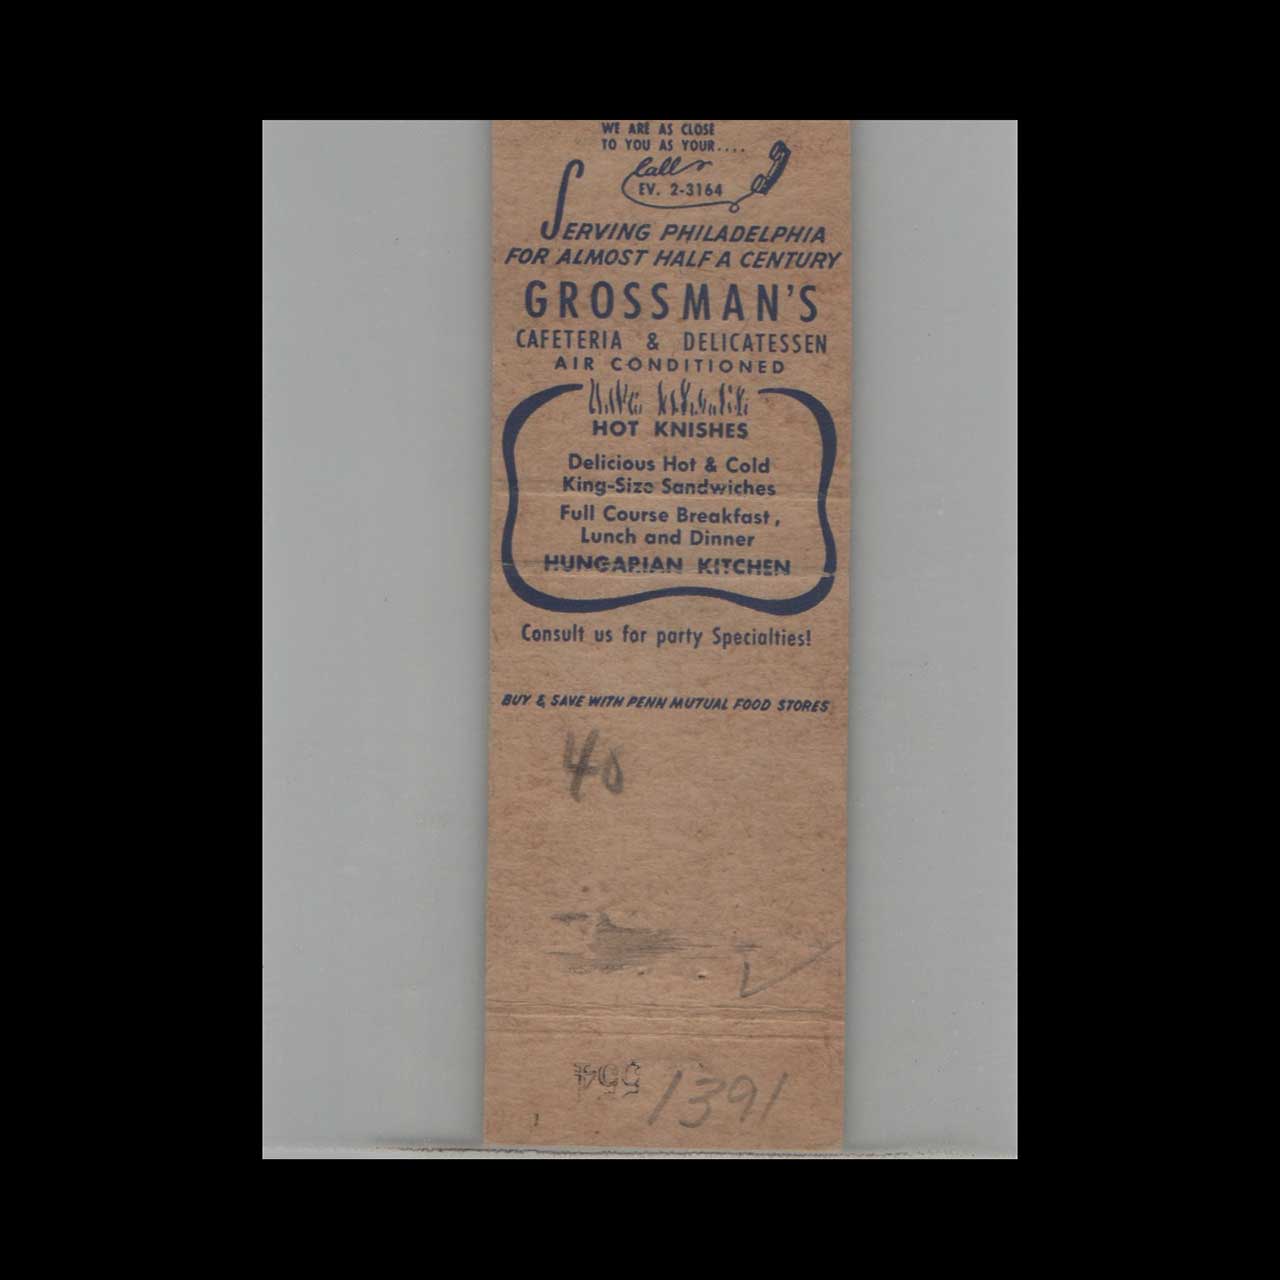 WE ARE AS CLOSE
TO YOU AS YOUR....
Call
EV. 2-3164
SERVING PHILADELPHIA
FOR ALMOST HALF A CENTURY
GROSSMAN'S
CAFETERIA & DELICATESSEN
AIR CONDITIONED
HOT KNISHES
Delicious Hot & Cold
King-Size Sandwiches
Full Course Breakfast,
Lunch and Dinner
HUNGARIAN KITCHEN
Consult us for party Specialties!
BUY & SAVE WITH PENN MUTUAL FOOD STORES
40
1391